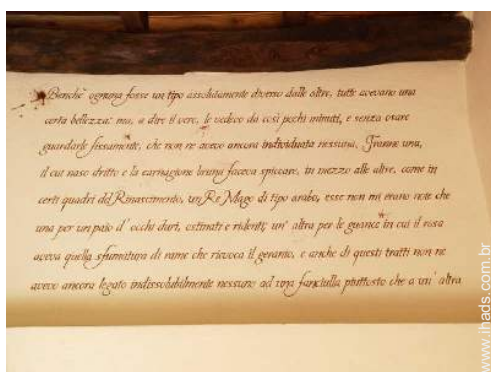 Benchè ognuna fosse un tipo assolutamente diverso dalle altre, tutte avevano una
certa bellezza: ma, a dire il vero, le vedevo da così pochi minuti, e senza osare
guardarle fissamente, che non ne avevo ancora individuata nessuna. Tranne una,
il cui naso dritto e la carnagione bruna faceva spiccare, in mezzo alle altre, come in
certi quadri del Rinascimento, un Re Mago di tipo arabo, esse non mi erano note che
una per un paio d' occhi duri, ostinati e ridenti; un' altra per le guance in cui il rosa
aveva quella sfumatura di rame che rievoca il geranio, e anche di questi tratti non ne
avevo ancora legato indissolubilmente nessuno ad una fanciulla piuttosto che a un' altra
www.ihads.com.br